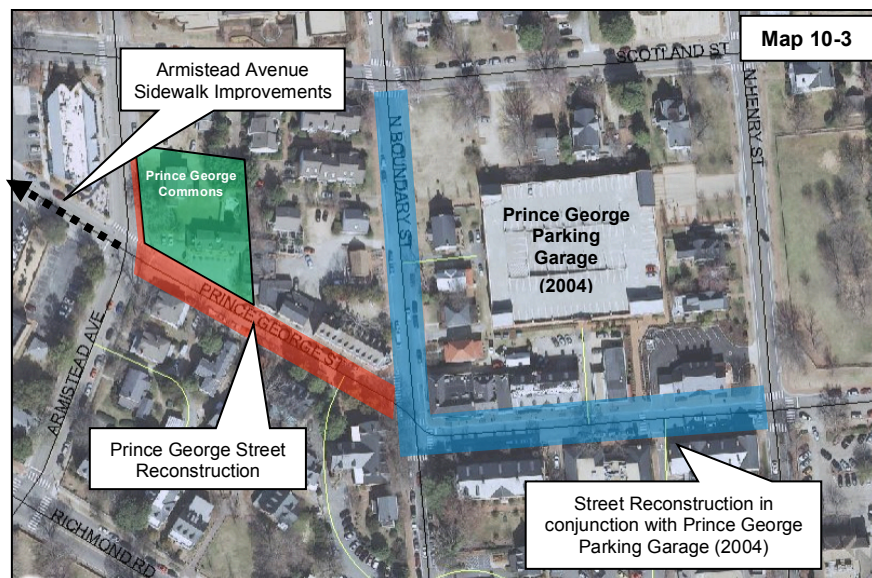 Map 10-3
Armistead Avenue
Sidewalk Improvements
SCOTLAND ST
N HENRY ST
N BOUNDARY ST
Prince George
Commons
Prince George
Parking
Garage
(2004)
PRINCE GEORGE ST
ARMISTEAD AVE
Prince George Street
Reconstruction
Street Reconstruction in
conjunction with Prince George
Parking Garage (2004)
RICHMOND RD